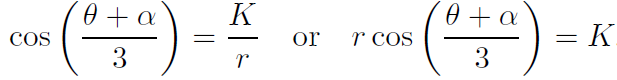 cos ( (θ + α) / 3 ) = K / r or r cos ( (θ + α) / 3 ) = K.